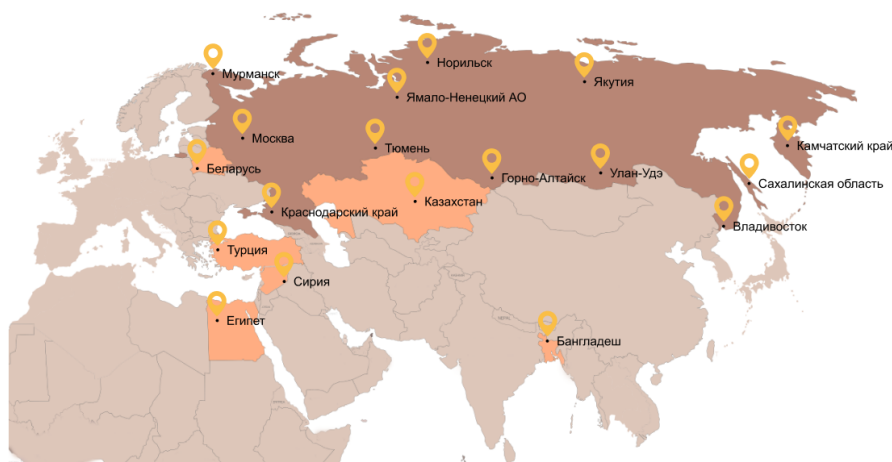 Мурманск
Норильск
Якутия
Ямало-Ненецкий АО
Москва
Тюмень
Камчатский край
Беларусь
Горно-Алтайск
Улан-Удэ
Сахалинская область
Казахстан
Краснодарский край
Владивосток
Турция
Сирия
Египет
Бангладеш